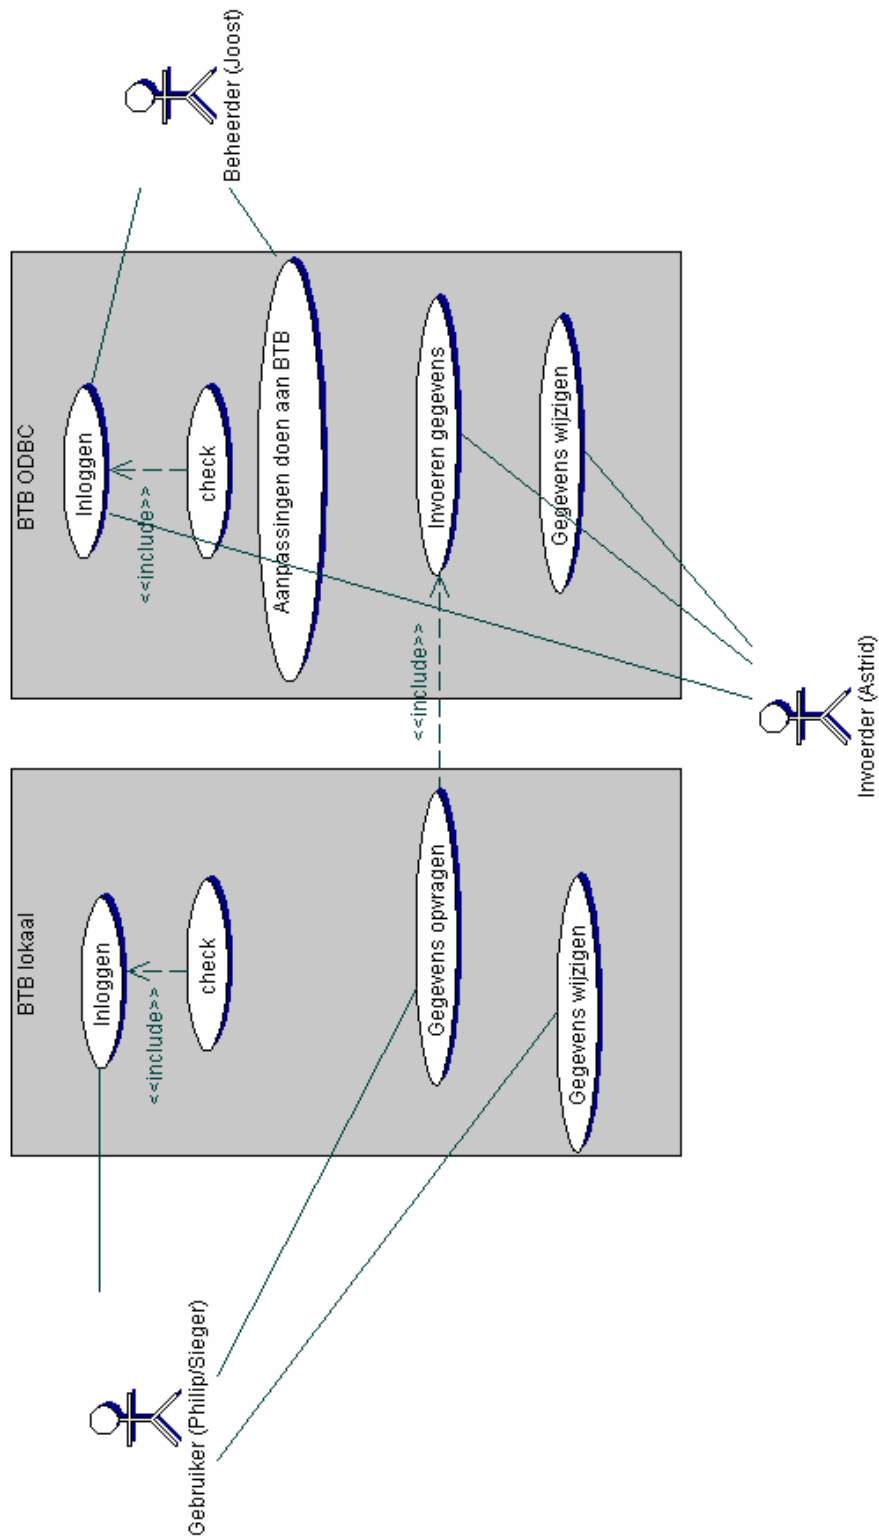 BTB lokaal
BTB ODBC
Inloggen
<<include>>
check
Gegevens opvragen
Gegevens wijzigen
Gebruiker (Philip/Sieger)
<<include>>
Inloggen
<<include>>
check
Aanpassingen doen aan BTB
Invoeren gegevens
Gegevens wijzigen
Beheerder (Joost)
Invoerder (Astrid)